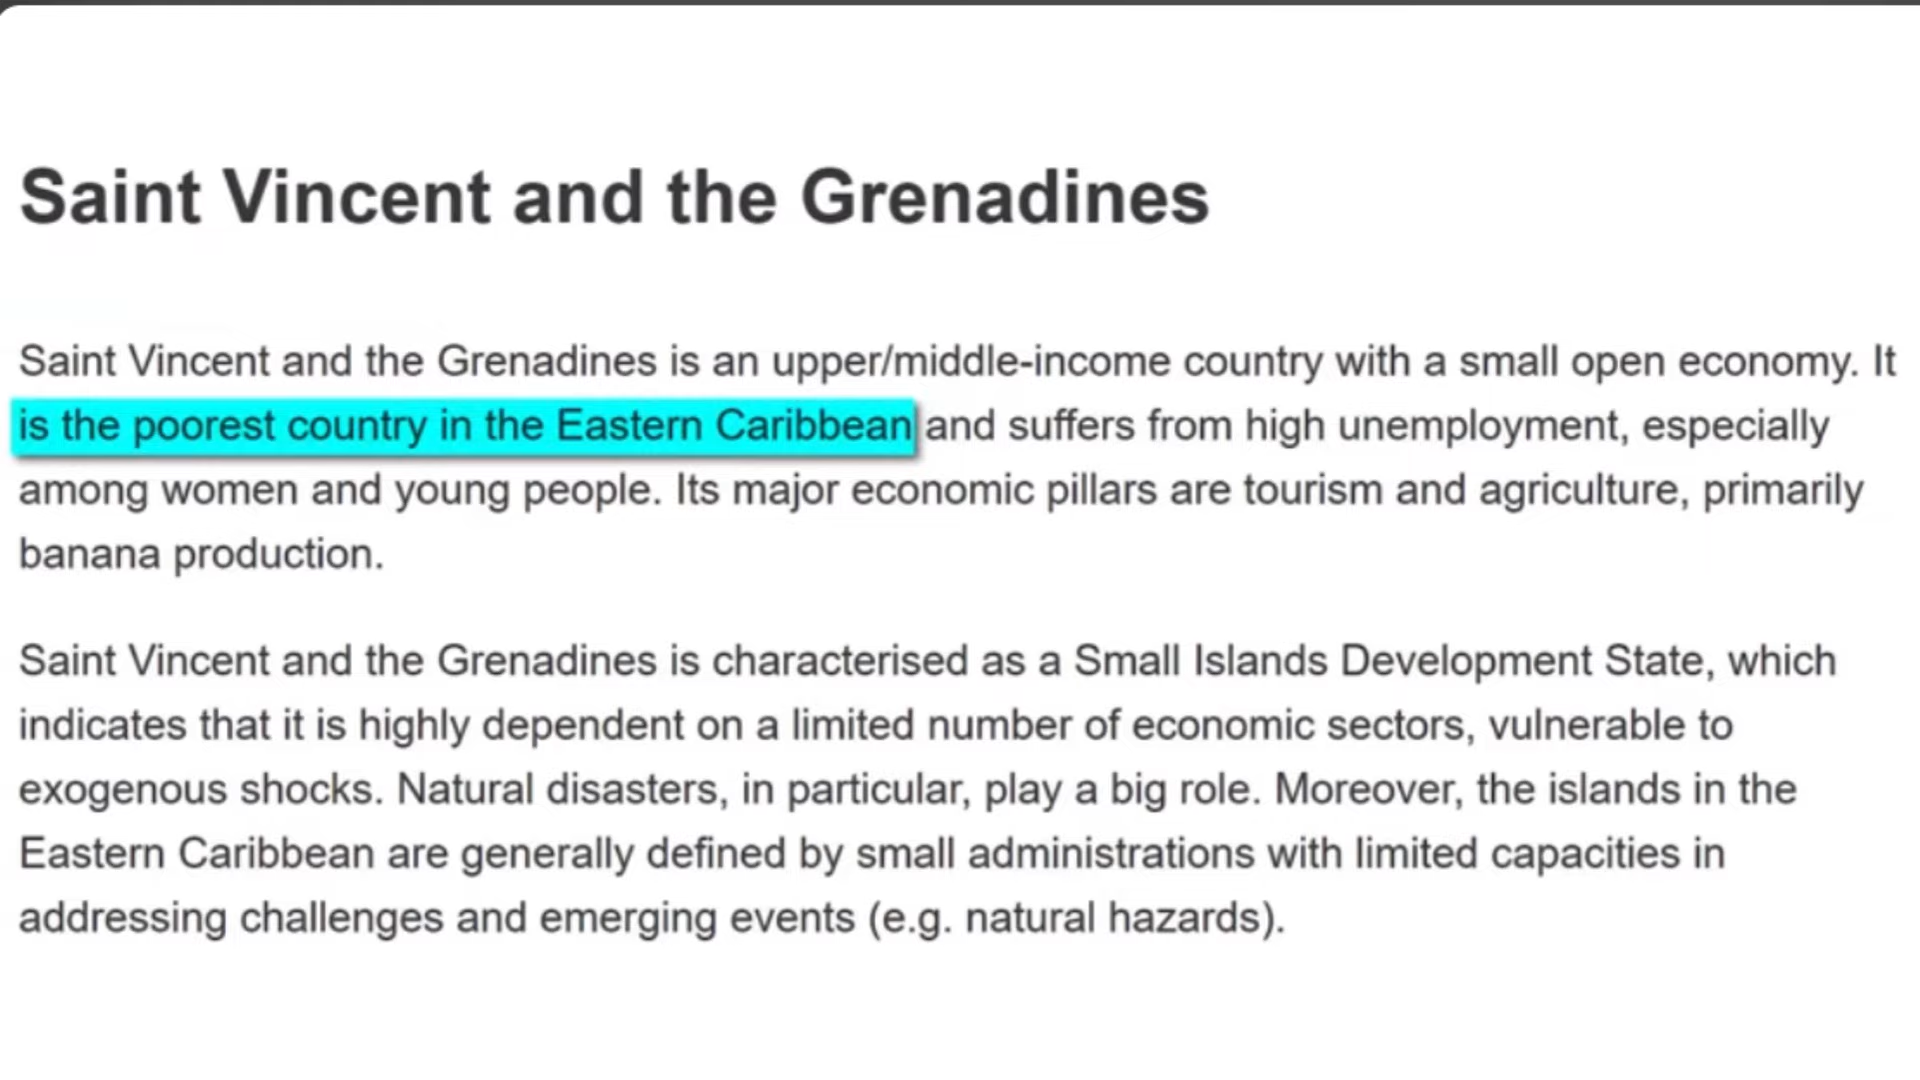 Saint Vincent and the Grenadines
Saint Vincent and the Grenadines is an upper/middle-income country with a small open economy. It
is the poorest country in the Eastern Caribbean and suffers from high unemployment, especially
among women and young people. Its major economic pillars are tourism and agriculture, primarily
banana production.
Saint Vincent and the Grenadines is characterised as a Small Islands Development State, which
indicates that it is highly dependent on a limited number of economic sectors, vulnerable to
exogenous shocks. Natural disasters, in particular, play a big role. Moreover, the islands in the
Eastern Caribbean are generally defined by small administrations with limited capacities in
addressing challenges and emerging events (e.g. natural hazards).